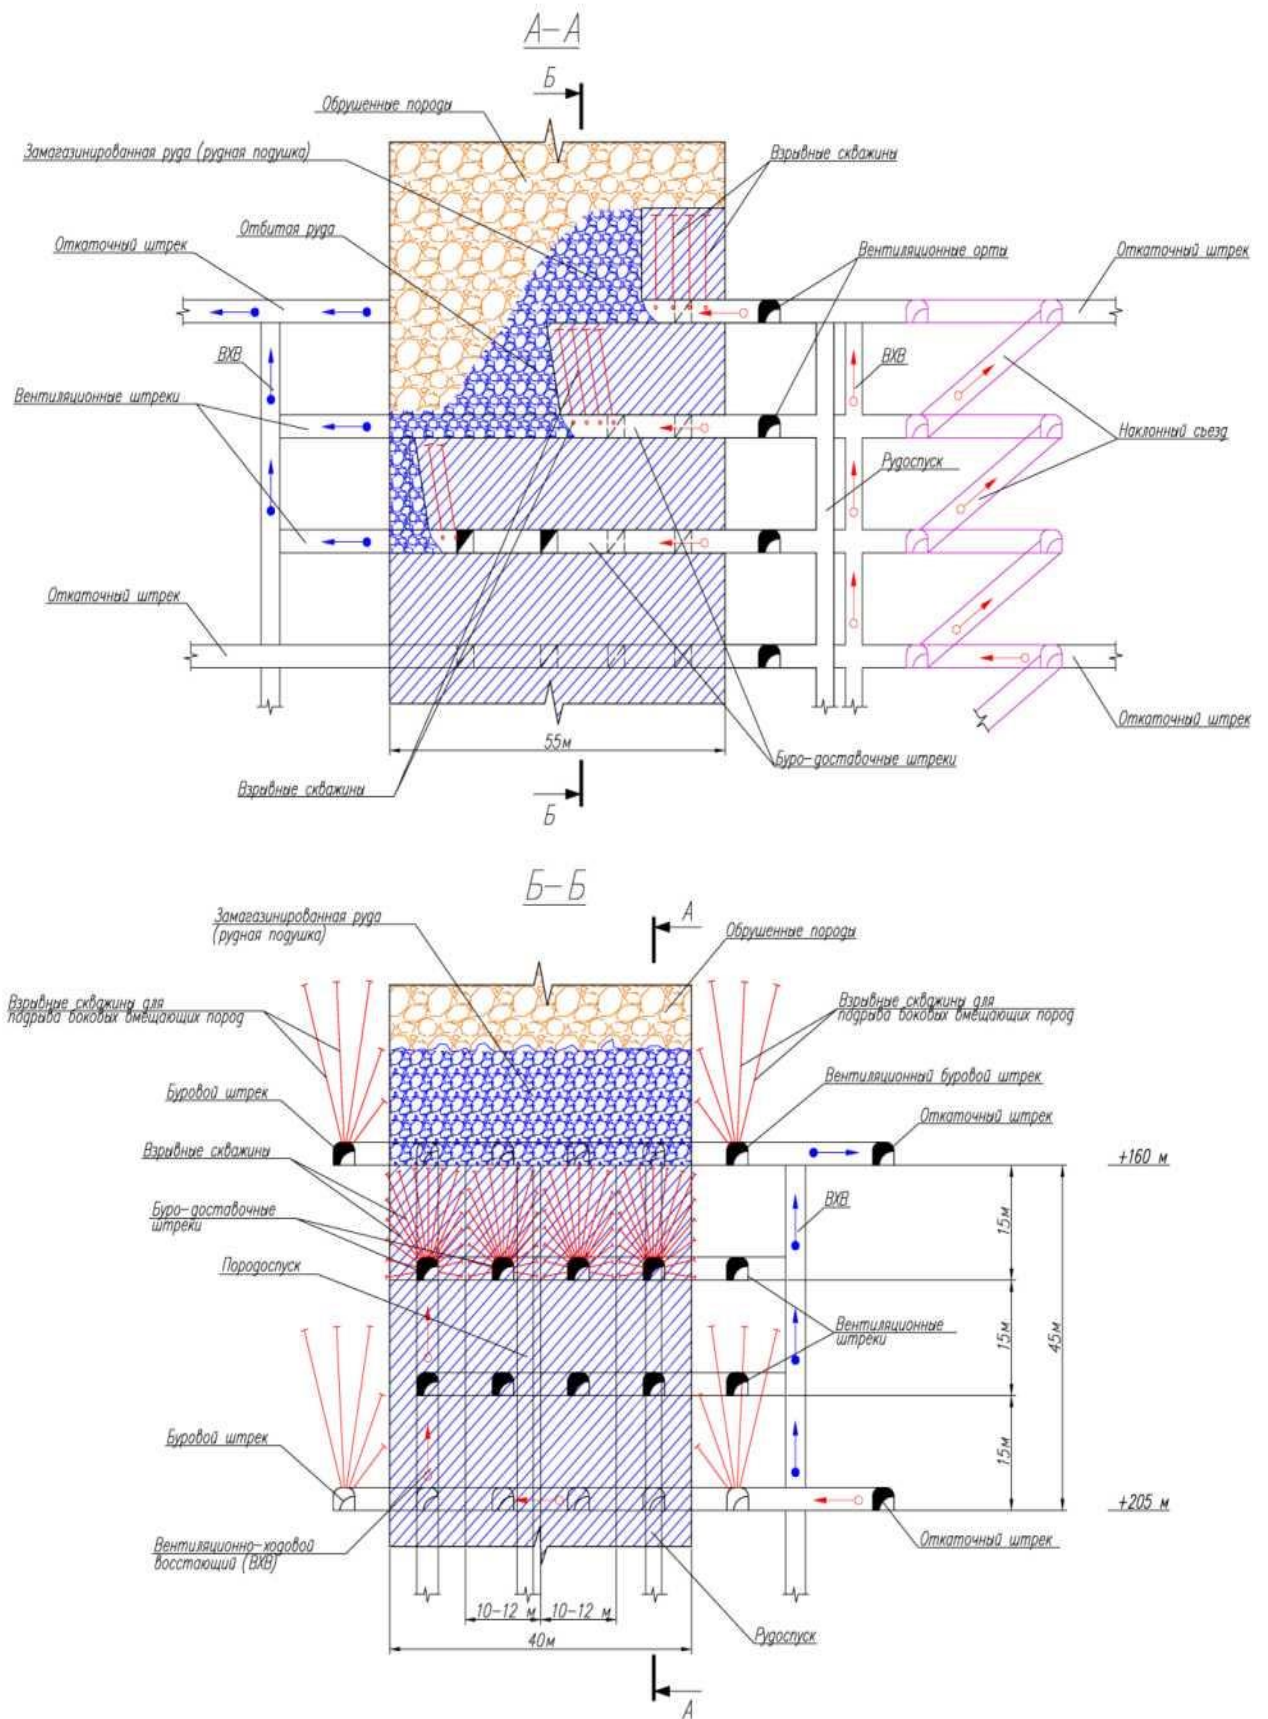 А-А
Б
Обрушенные породы
Замагазинированная руда (рудная подушка)
Взрывные скважины
Отбитая руда
Откаточный штрек
Вентиляционные орты
Откаточный штрек
ВХВ
ВХВ
Вентиляционные штреки
Наклонный съезд
Рудоспуск
Откаточный штрек
Откаточный штрек
55м
Буро-доставочные штреки
Взрывные скважины
Б
Б-Б
Замагазинированная руда
(рудная подушка)
А
Обрушенные породы
Взрывные скважины для
подрыва боковых вмещающих пород
Взрывные скважины для
подрыва боковых вмещающих пород
Буровой штрек
Вентиляционный буровой штрек
Откаточный штрек
Взрывные скважины
+160 м
Буро-доставочные
штреки
ВХВ
15м
Породоспуск
Вентиляционные
штреки
15м
45м
Буровой штрек
15м
+205 м
Вентиляционно-ходовой
восстающий (ВХВ)
Откаточный штрек
10-12 м
10-12 м
40м
Рудоспуск
А